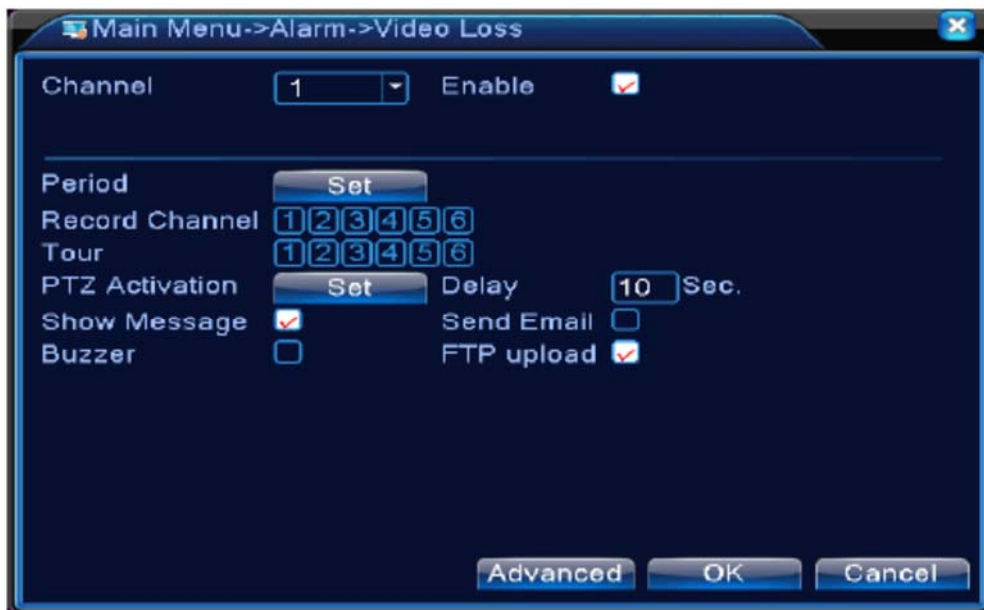 Main Menu->Alarm->Video Loss
Channel 1 Enable
Period Set
Record Channel 1 2 3 4 5 6
Tour 1 2 3 4 5 6
PTZ Activation Set Delay 10 Sec.
Show Message Send Email
Buzzer FTP upload
Advanced OK Cancel